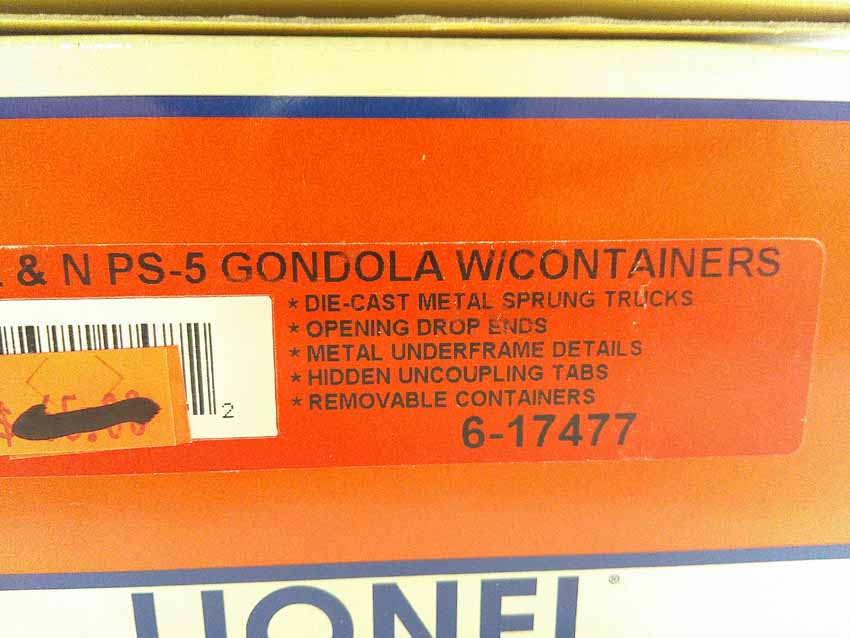 & N PS-5 GONDOLA W/CONTAINERS
* DIE-CAST METAL SPRUNG TRUCKS
* OPENING DROP ENDS
* METAL UNDERFRAME DETAILS
* HIDDEN UNCOUPLING TABS
* REMOVABLE CONTAINERS
2
6-17477
LIONEL ®